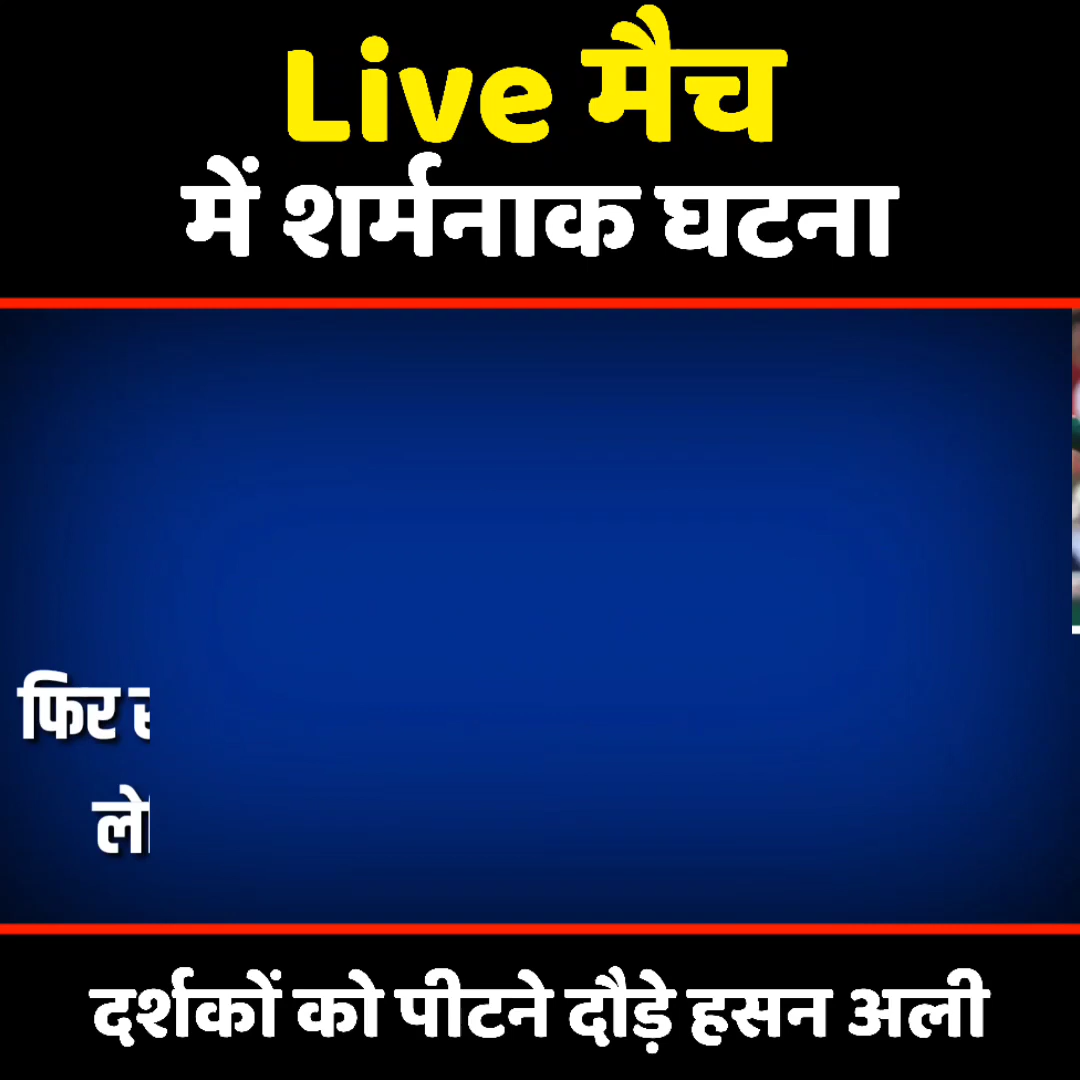 Live मैच
में शर्मनाक घटना
फिर
दर्शकों को पीटने दौड़े हसन अली